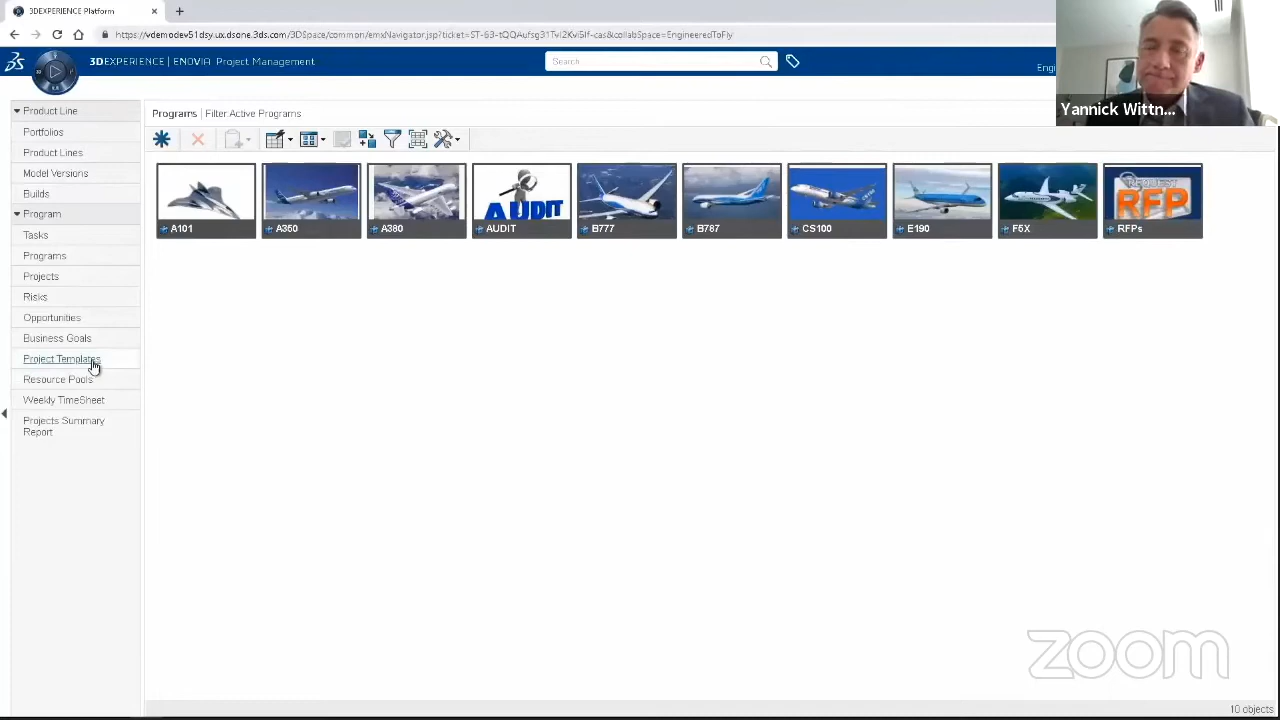 3DEXPERIENCE Platform
https://vdemodev51dsy.ux.dsone.3ds.com/3DSpace/common/emxNavigator.jsp?ticket=ST-63-tQQAufsg31TvI2Kvi5If-cas&collabSpace=EngineeredToFly
3DEXPERIENCE | ENOVIA Project Management
Search
Yannick Wittn...
Product Line
Portfolios
Product Lines
Model Versions
Builds
Program
Tasks
Programs
Projects
Risks
Opportunities
Business Goals
Project Templates
Resource Pools
Weekly TimeSheet
Projects Summary
Report
Programs | Filter:Active Programs
AUDIT
REQUEST
RFP
A101
A350
A380
AUDIT
B777
B787
CS100
E190
F5X
RFPs
zoom
10 objects